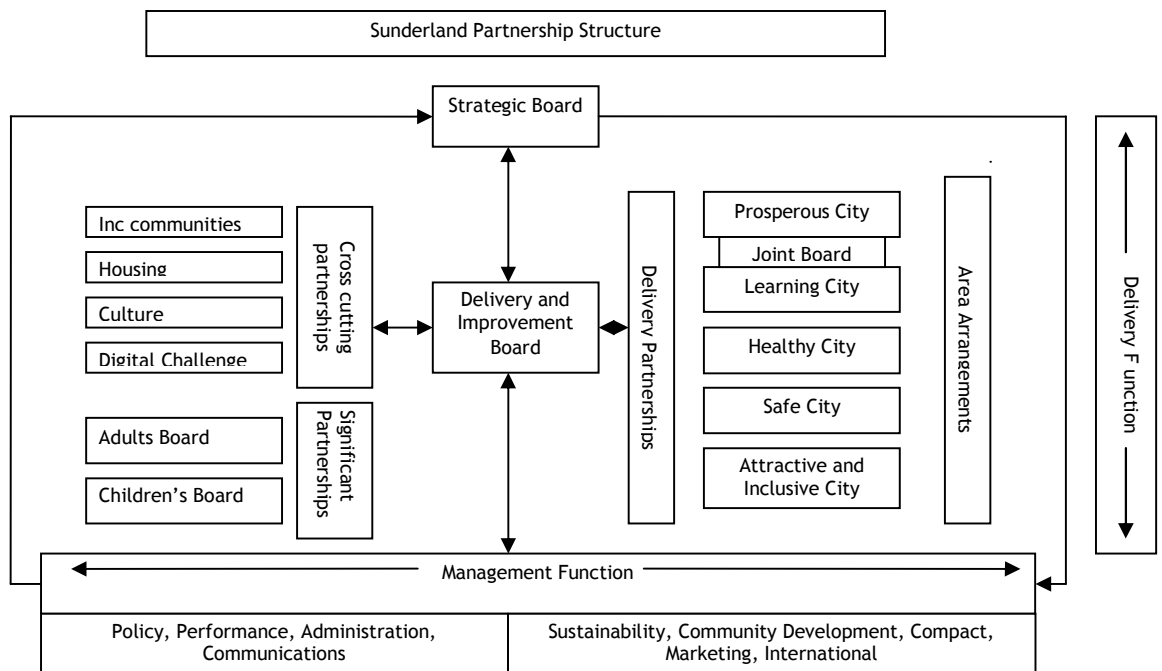 Sunderland Partnership Structure
Strategic Board
Inc communities
Housing
Culture
Digital Challenge
Cross cutting
partnerships
Adults Board
Children's Board
Significant
Partnerships
Delivery and
Improvement
Board
Delivery Partnerships
Prosperous City
Joint Board
Learning City
Healthy City
Safe City
Attractive and
Inclusive City
Area Arrangements
Delivery Function
Management Function
Policy, Performance, Administration,
Communications
Sustainability, Community Development, Compact,
Marketing, International